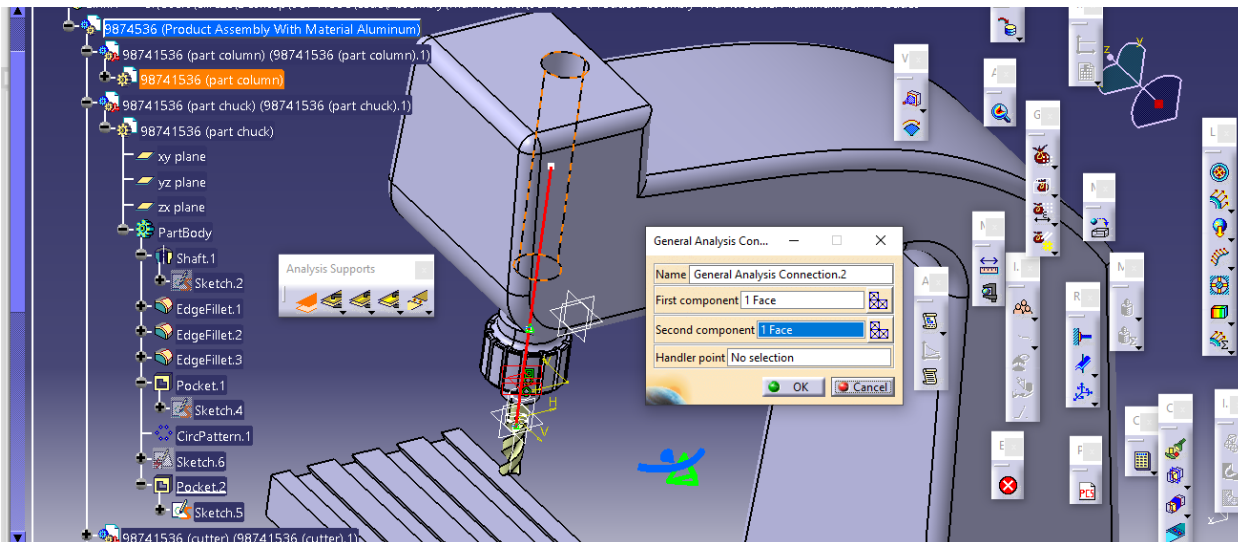 9874536 (Product Assembly With Material Aluminum)
98741536 (part column) (98741536 (part column).1)
98741536 (part column)
98741536 (part chuck) (98741536 (part chuck).1)
98741536 (part chuck)
xy plane
yz plane
zx plane
PartBody
Shaft.1
Sketch.2
EdgeFillet.1
EdgeFillet.2
EdgeFillet.3
Pocket.1
Sketch.4
CircPattern.1
Sketch.6
Pocket.2
Sketch.5
98741536 (cutter) (98741536 (cutter).1)
Analysis Supports
General Analysis Con...
Name General Analysis Connection.2
First component 1 Face
Second component 1 Face
Handler point No selection
OK Cancel
V
A
G
L
N
M
A
I.
M
R
E
P
C
C
I.
PCS
H
V
z
y